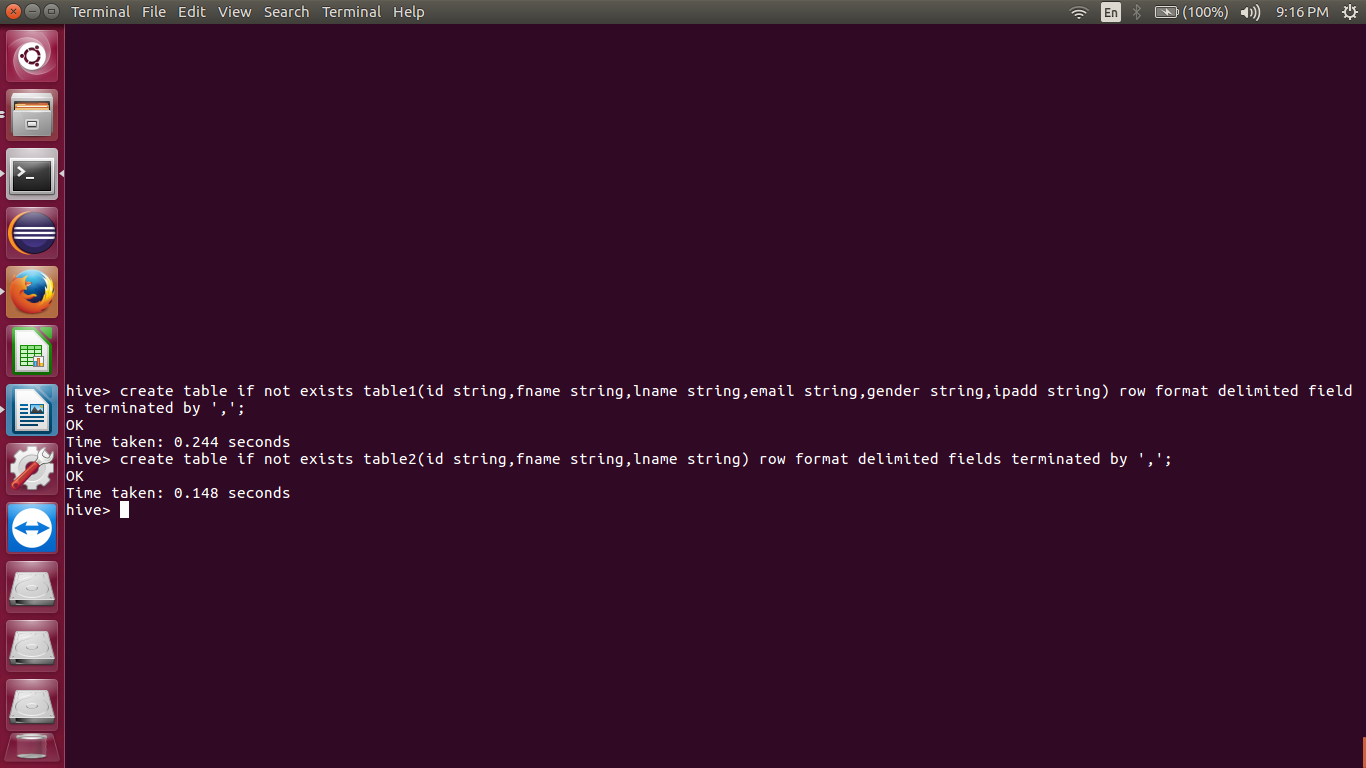 Terminal File Edit View Search Terminal Help En (100%) 9:16 PM
hive> create table if not exists table1(id string,fname string,lname string,email string,gender string,ipadd string) row format delimited field
s terminated by ',';
OK
Time taken: 0.244 seconds
hive> create table if not exists table2(id string,fname string,lname string) row format delimited fields terminated by ',';
OK
Time taken: 0.148 seconds
hive>